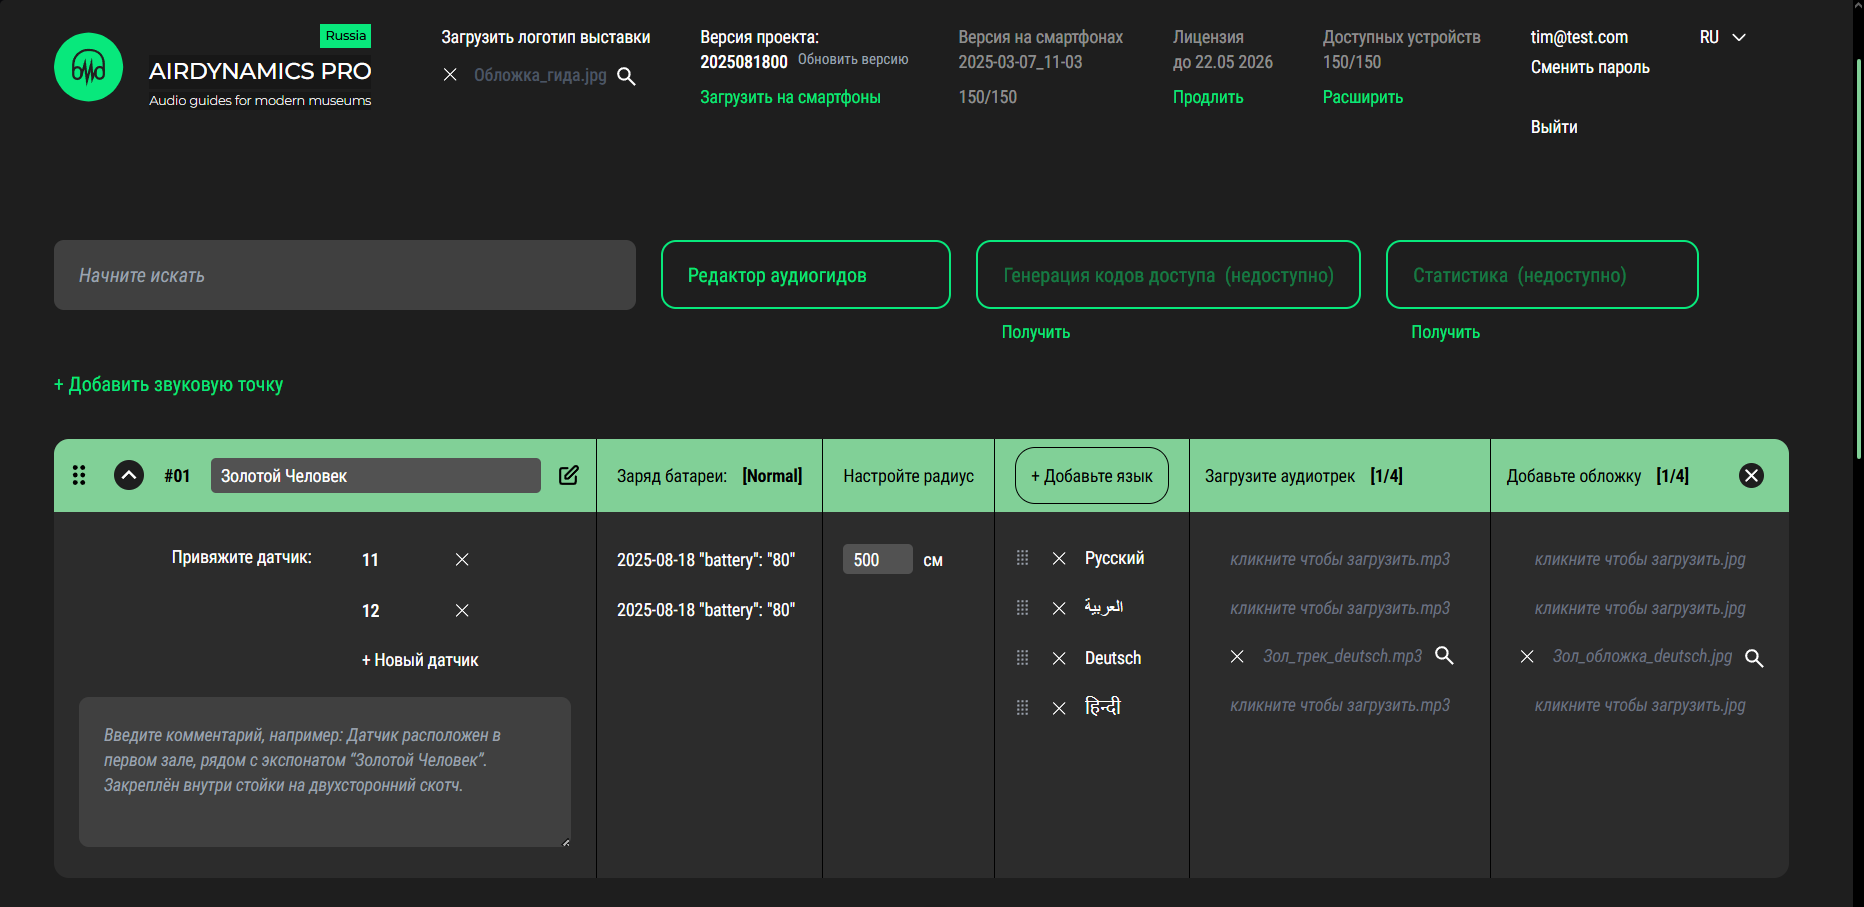 Russia
AIRDYNAMICS PRO
Audio guides for modern museums
Загрузить логотип выставки
Обложка_гида.jpg
Версия проекта:
2025081800 Обновить версию
Загрузить на смартфоны
Версия на смартфонах
2025-03-07_11-03
150/150
Лицензия
до 22.05 2026
Продлить
Доступных устройств
150/150
Расширить
tim@test.com
Сменить пароль
Выйти
RU
Начните искать
Редактор аудиогидов
Генерация кодов доступа (недоступно)
Получить
Статистика (недоступно)
Получить
+ Добавить звуковую точку
#01 Золотой Человек
Заряд батареи: [Normal]
Настройте радиус
+ Добавьте язык
Загрузите аудиотрек [1/4]
Добавьте обложку [1/4]
Привяжите датчик: 11
12
+ Новый датчик
Введите комментарий, например: Датчик расположен в
первом зале, рядом с экспонатом “Золотой Человек”.
Закреплён внутри стойки на двухсторонний скотч.
2025-08-18 "battery": "80"
2025-08-18 "battery": "80"
500 см
Русский
العربية
Deutsch
हिन्दी
кликните чтобы загрузить.mp3
кликните чтобы загрузить.mp3
Зол_трек_deutsch.mp3
кликните чтобы загрузить.mp3
кликните чтобы загрузить.jpg
кликните чтобы загрузить.jpg
Зол_обложка_deutsch.jpg
кликните чтобы загрузить.jpg